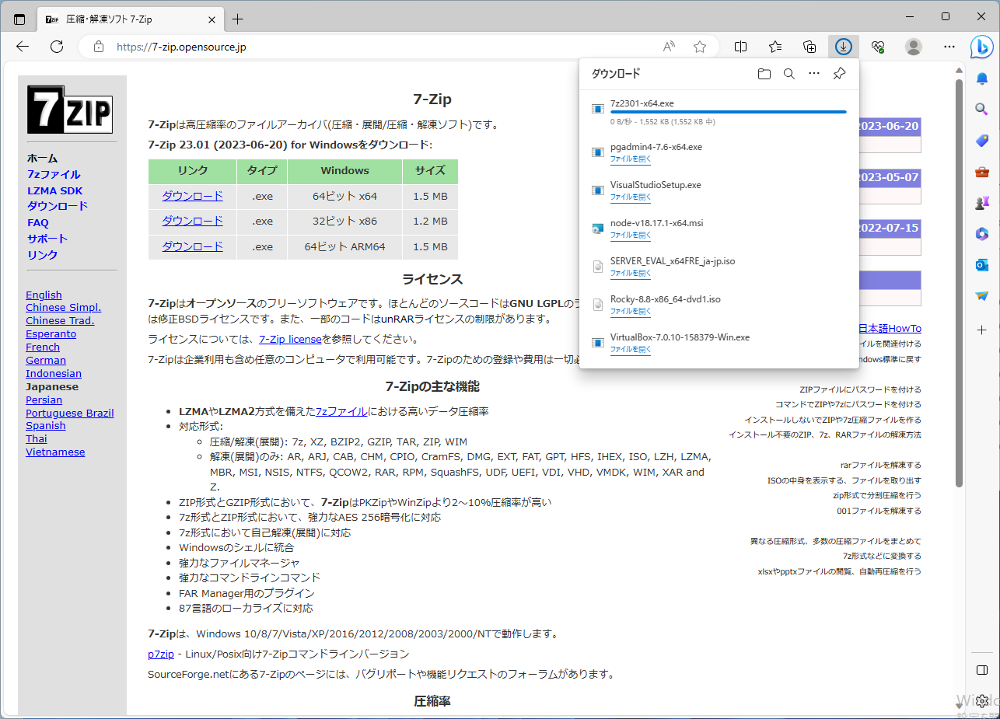 7ZIP 圧縮・解凍ソフト 7-Zip
https://7-zip.opensource.jp
7ZIP
ホーム
7zファイル
LZMA SDK
ダウンロード
FAQ
サポート
リンク
English
Chinese Simpl.
Chinese Trad.
Esperanto
French
German
Indonesian
Japanese
Persian
Portuguese Brazil
Spanish
Thai
Vietnamese
7-Zip
7-Zipは高圧縮率のファイルアーカイバ(圧縮・展開/圧縮・解凍ソフト)です。
7-Zip 23.01 (2023-06-20) for Windowsをダウンロード:
リンク タイプ Windows サイズ
ダウンロード .exe 64ビット x64 1.5 MB
ダウンロード .exe 32ビット x86 1.2 MB
ダウンロード .exe 64ビット ARM64 1.5 MB
ライセンス
7-Zipはオープンソースのフリーソフトウェアです。ほとんどのソースコードはGNU LGPLのラ
は修正BSDライセンスです。また、一部のコードはunRARライセンスの制限があります。
ライセンスについては、7-Zip licenseを参照してください。
7-Zipは企業利用も含め任意のコンピュータで利用可能です。7-Zipのための登録や費用は一切必
7-Zipの主な機能
• LZMAやLZMA2方式を備えた7zファイルにおける高いデータ圧縮率
• 対応形式:
◦ 圧縮/解凍(展開): 7z, XZ, BZIP2, GZIP, TAR, ZIP, WIM
◦ 解凍(展開)のみ: AR, ARJ, CAB, CHM, CPIO, CramFS, DMG, EXT, FAT, GPT, HFS, IHEX, ISO, LZH, LZMA,
MBR, MSI, NSIS, NTFS, QCOW2, RAR, RPM, SquashFS, UDF, UEFI, VDI, VHD, VMDK, WIM, XAR and
Z.
• ZIP形式とGZIP形式において、7-ZipはPKZipやWinZipより2～10%圧縮率が高い
• 7z形式とZIP形式において、強力なAES 256暗号化に対応
• 7z形式において自己解凍(展開)に対応
• Windowsのシェルに統合
• 強力なファイルマネージャ
• 強力なコマンドラインコマンド
• FAR Manager用のプラグイン
• 87言語のローカライズに対応
7-Zipは、Windows 10/8/7/Vista/XP/2016/2012/2008/2003/2000/NTで動作します。
p7zip - Linux/Posix向け7-Zipコマンドラインバージョン
SourceForge.netにある7-Zipのページには、バグリポートや機能リクエストのフォーラムがあります。
圧縮率
ダウンロード
7z2301-x64.exe
0 B/秒 - 1,552 KB (1,552 KB 中)
pgadmin4-7.6-x64.exe
ファイルを開く
VisualStudioSetup.exe
ファイルを開く
node-v18.17.1-x64.msi
ファイルを開く
SERVER_EVAL_x64FRE_ja-jp.iso
ファイルを開く
Rocky-8.8-x86_64-dvd1.iso
ファイルを開く
VirtualBox-7.0.10-158379-Win.exe
ファイルを開く
2023-06-20
2023-05-07
2022-07-15
日本語HowTo
イルを関連付ける
ndows標準に戻す
ZIPファイルにパスワードを付ける
コマンドでZIPや7zにパスワードを付ける
インストールしないでZIPや7z圧縮ファイルを作る
インストール不要のZIP、7z、RARファイルの解凍方法
rarファイルを解凍する
ISOの中身を表示する、ファイルを取り出す
zip形式で分割圧縮を行う
001ファイルを解凍する
異なる圧縮形式、多数の圧縮ファイルをまとめて
7z形式などに変換する
xlsxやpptxファイルの閲覧、自動再圧縮を行う